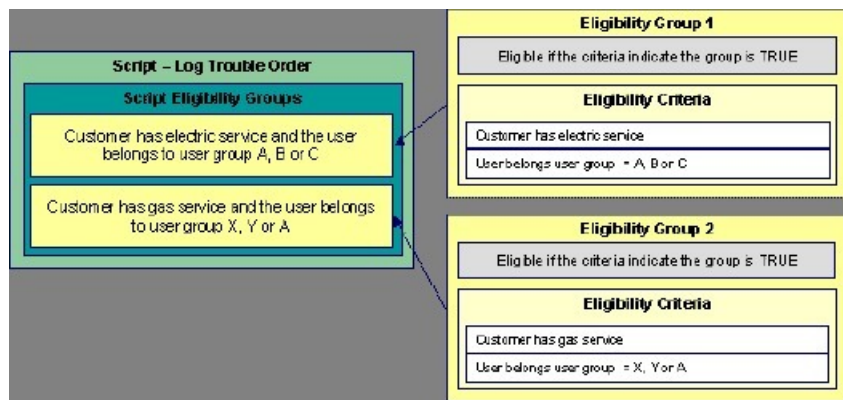 Script – Log Trouble Order
Script Eligibility Groups
Customer has electric service and the user
belongs to user group A, B or C
Customer has gas service and the user belongs
to user group X, Y or A
Eligibility Group 1
Eligible if the criteria indicate the group is TRUE
Eligibility Criteria
Customer has electric service
User belongs user group = A, B or C
Eligibility Group 2
Eligible if the criteria indicate the group is TRUE
Eligibility Criteria
Customer has gas service
User belongs user group = X, Y or A